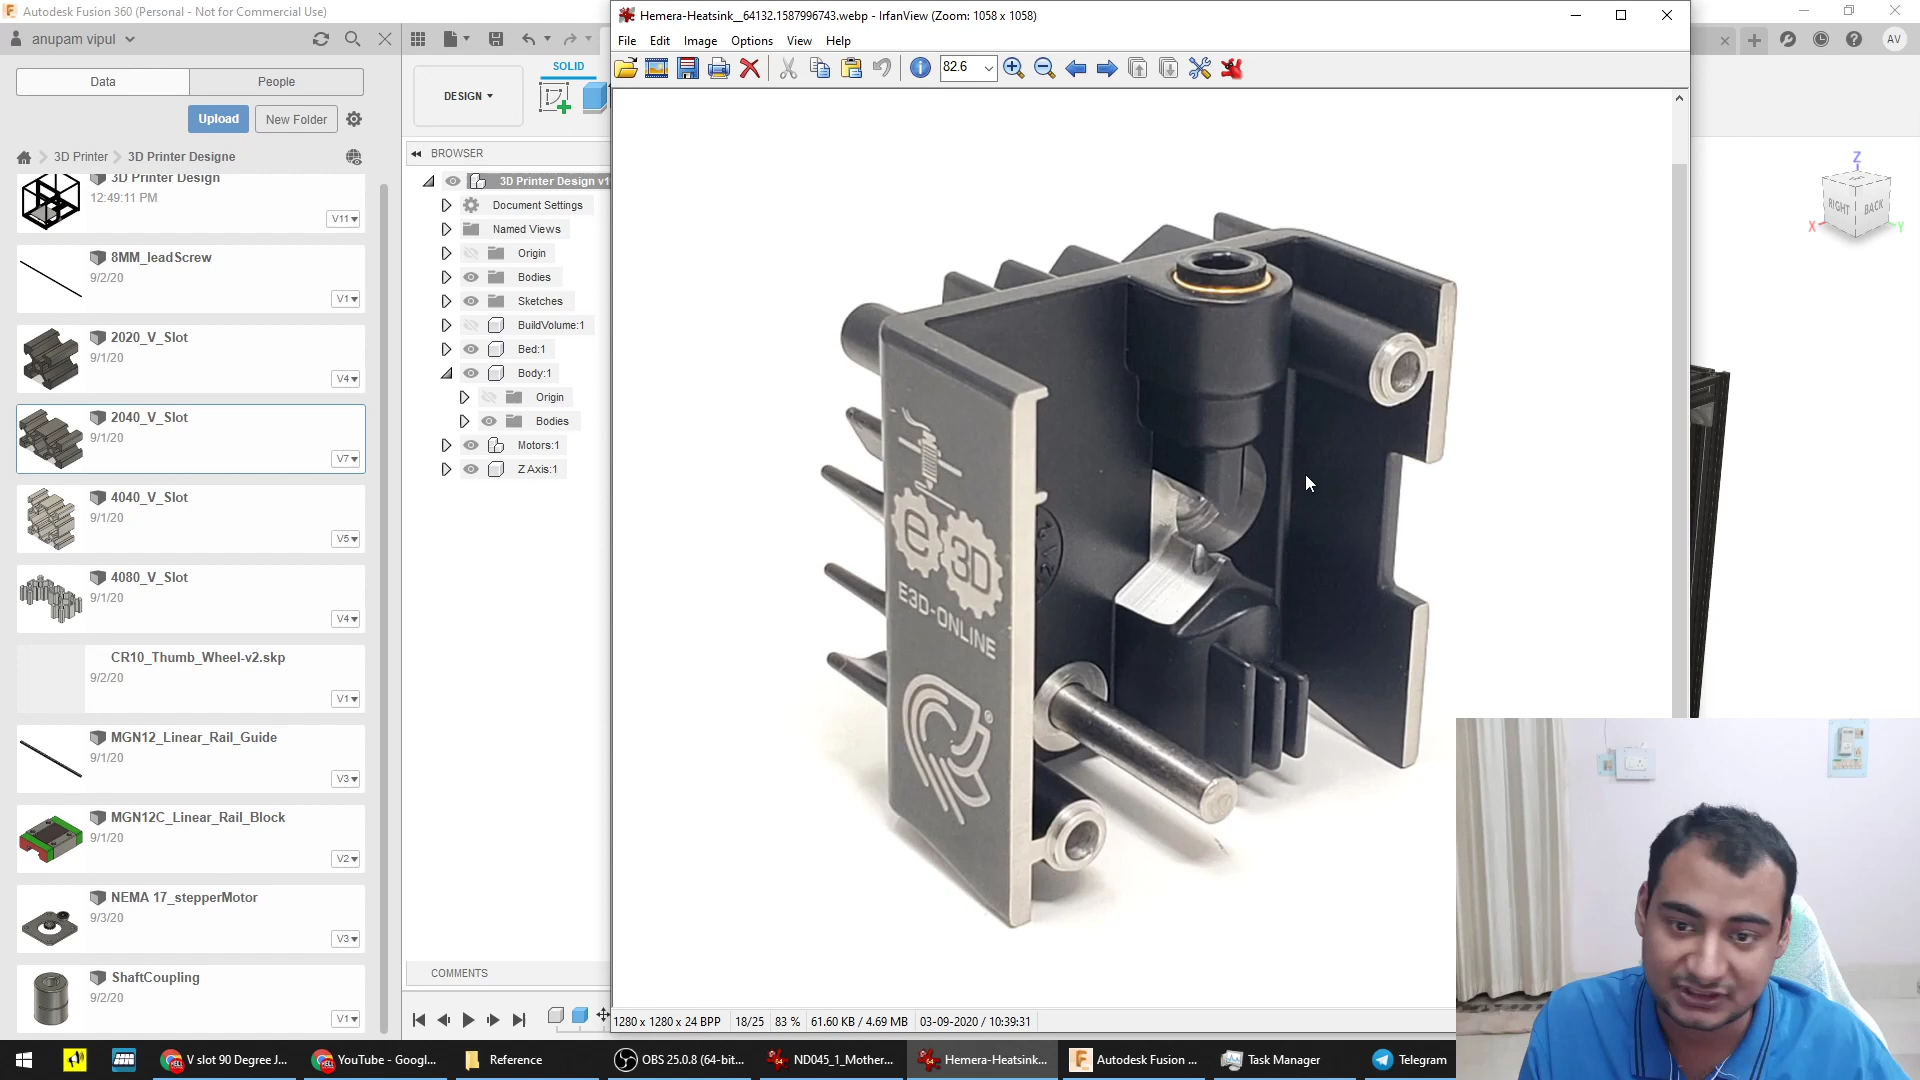 Autodesk Fusion 360 (Personal - Not for Commercial Use)
anupam vipul
Data
People
Upload
New Folder
3D Printer
3D Printer Designe
3D Printer Design
12:49:11 PM
V11
8MM_leadScrew
9/2/20
V1
2020_V_Slot
9/1/20
V4
2040_V_Slot
9/1/20
V7
4040_V_Slot
9/1/20
V5
4080_V_Slot
9/1/20
V4
CR10_Thumb_Wheel-v2.skp
9/2/20
V1
MGN12_Linear_Rail_Guide
9/1/20
V3
MGN12C_Linear_Rail_Block
9/1/20
V2
NEMA 17_stepperMotor
9/3/20
V3
ShaftCoupling
9/2/20
V1
SOLID
DESIGN
BROWSER
3D Printer Design v1
Document Settings
Named Views
Origin
Bodies
Sketches
BuildVolume:1
Bed:1
Body:1
Origin
Bodies
Motors:1
Z Axis:1
COMMENTS
Hemera-Heatsink__64132.1587996743.webp - IrfanView (Zoom: 1058 x 1058)
File Edit Image Options View Help
82.6
e3D
E3D-ONLINE
®
1280 x 1280 x 24 BPP 18/25 83 % 61.60 KB / 4.69 MB 03-09-2020 / 10:39:31
AV
Z
RIGHT
BACK
X
Y
V slot 90 Degree J...
YouTube - Googl...
Reference
OBS 25.0.8 (64-bit...
ND045_1_Mother...
Hemera-Heatsink...
Autodesk Fusion ...
Task Manager
Telegram